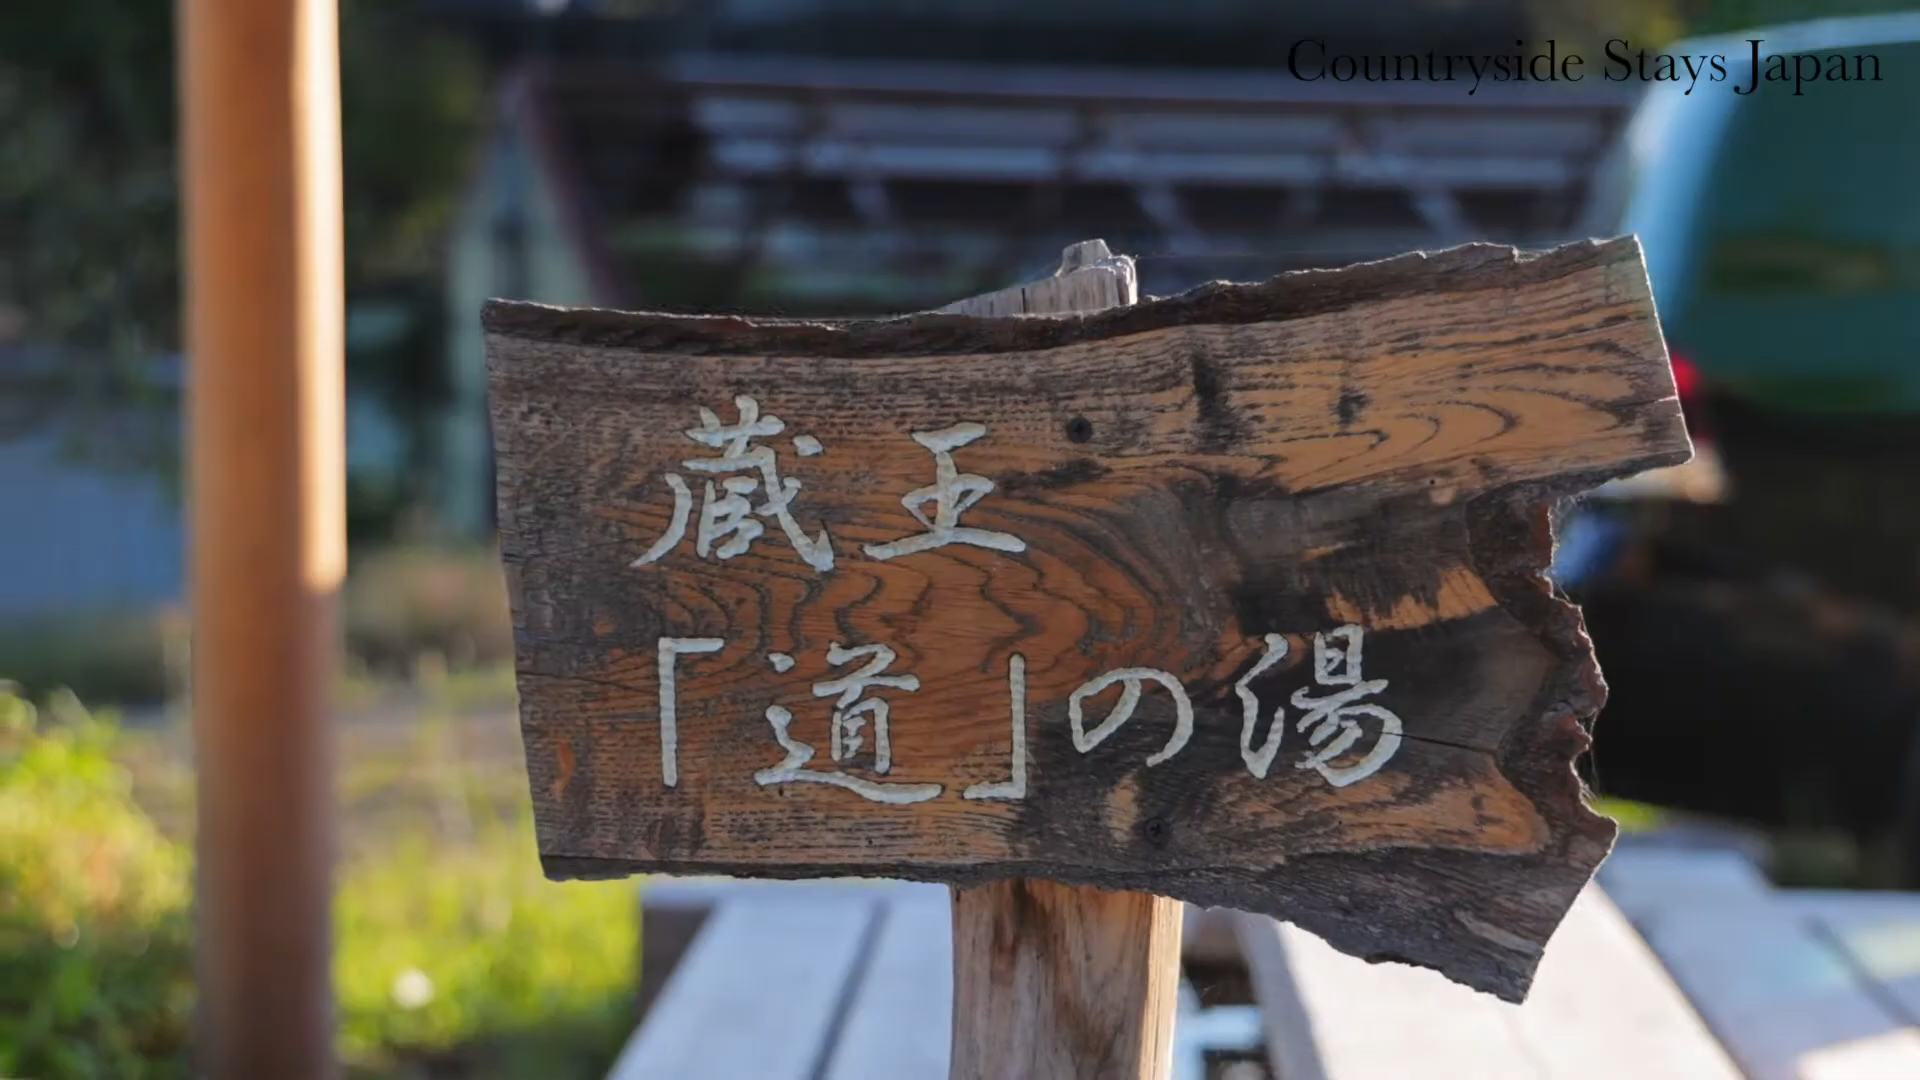 Countryside Stays Japan
蔵王
「道」の湯